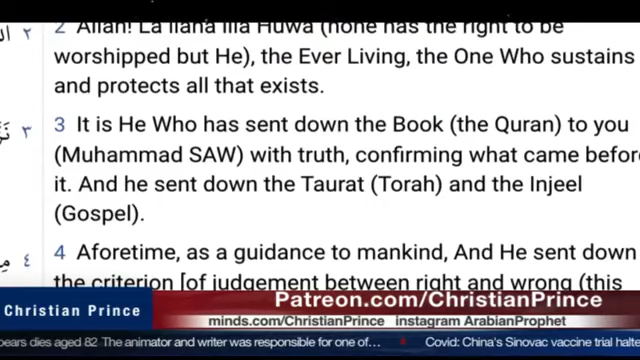 2 Allah! La ilaha illa Huwa (none has the right to be
worshipped but He), the Ever Living, the One Who sustains
and protects all that exists.
٣ 3 It is He Who has sent down the Book (the Quran) to you
(Muhammad SAW) with truth, confirming what came before
it. And he sent down the Taurat (Torah) and the Injeel
(Gospel).
٤ 4 Aforetime, as a guidance to mankind, And He sent down
the criterion [of judgement between right and wrong (this
Patreon.com/ChristianPrince
Christian Prince
minds.com/ChristianPrince instagram ArabianProphet
pears dies aged 82 The animator and writer was responsible for one of... Covid: China's Sinovac vaccine trial halte